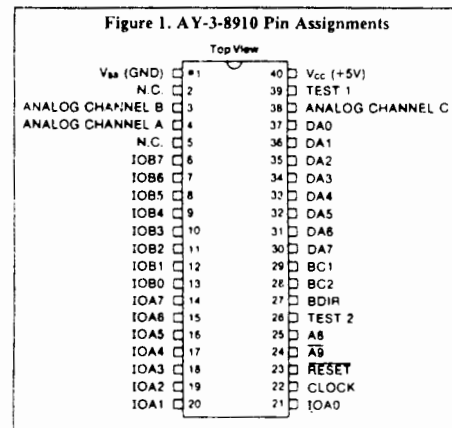 Figure 1. AY-3-8910 Pin Assignments
Top View
Vss (GND) 1 40 Vcc (+5V)
N.C. 2 39 TEST 1
ANALOG CHANNEL B 3 38 ANALOG CHANNEL C
ANALOG CHANNEL A 4 37 DA0
N.C. 5 36 DA1
IOB7 6 35 DA2
IOB6 7 34 DA3
IOB5 8 33 DA4
IOB4 9 32 DA5
IOB3 10 31 DA6
IOB2 11 30 DA7
IOB1 12 29 BC1
IOB0 13 28 BC2
IOA7 14 27 BDIR
IOA6 15 26 TEST 2
IOA5 16 25 A8
IOA4 17 24 A9
IOA3 18 23 RESET
IOA2 19 22 CLOCK
IOA1 20 21 IOA0